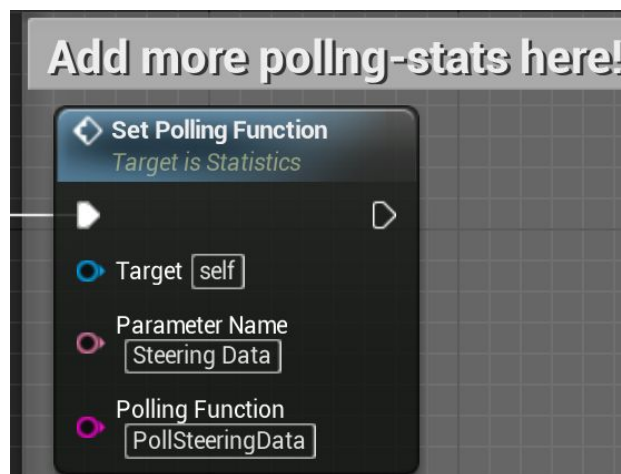 Add more pollng-stats here!
Set Polling Function
Target is Statistics
Target self
Parameter Name
Steering Data
Polling Function
PollSteeringData